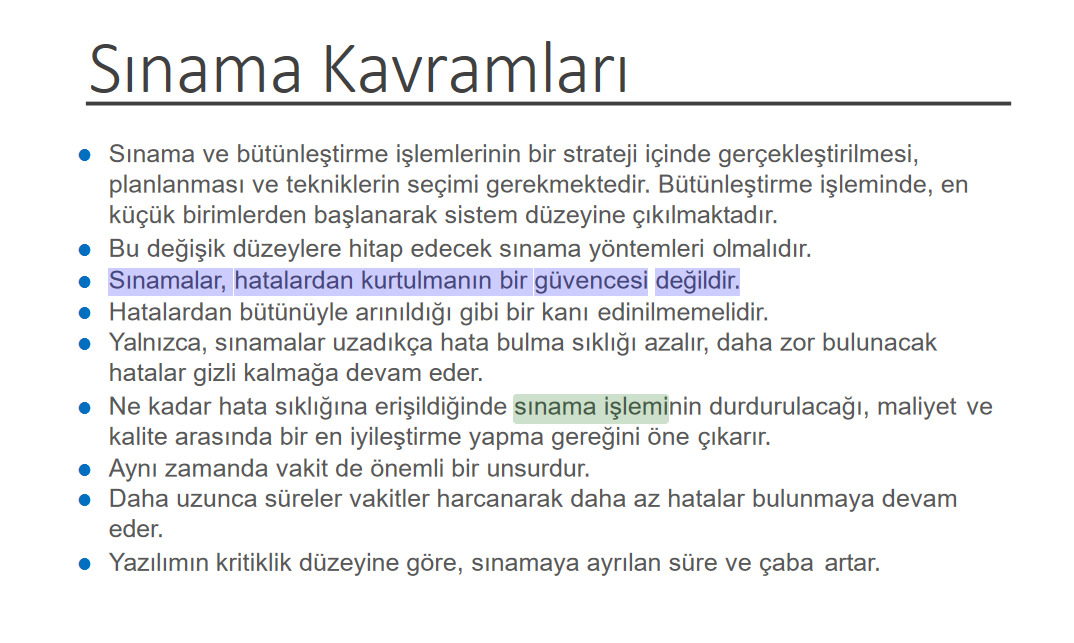 Sınama Kavramları
Sınama ve bütünleştirme işlemlerinin bir strateji içinde gerçekleştirilmesi,
planlanması ve tekniklerin seçimi gerekmektedir. Bütünleştirme işleminde, en
küçük birimlerden başlanarak sistem düzeyine çıkılmaktadır.
Bu değişik düzeylere hitap edecek sınama yöntemleri olmalıdır.
Sınamalar, hatalardan kurtulmanın bir güvencesi değildir.
Hatalardan bütünüyle arınıldığı gibi bir kanı edinilmemelidir.
Yalnızca, sınamalar uzadıkça hata bulma sıklığı azalır, daha zor bulunacak
hatalar gizli kalmağa devam eder.
Ne kadar hata sıklığına erişildiğinde sınama işleminin durdurulacağı, maliyet ve
kalite arasında bir en iyileştirme yapma gereğini öne çıkarır.
Aynı zamanda vakit de önemli bir unsurdur.
Daha uzunca süreler vakitler harcanarak daha az hatalar bulunmaya devam
eder.
Yazılımın kritiklik düzeyine göre, sınamaya ayrılan süre ve çaba artar.